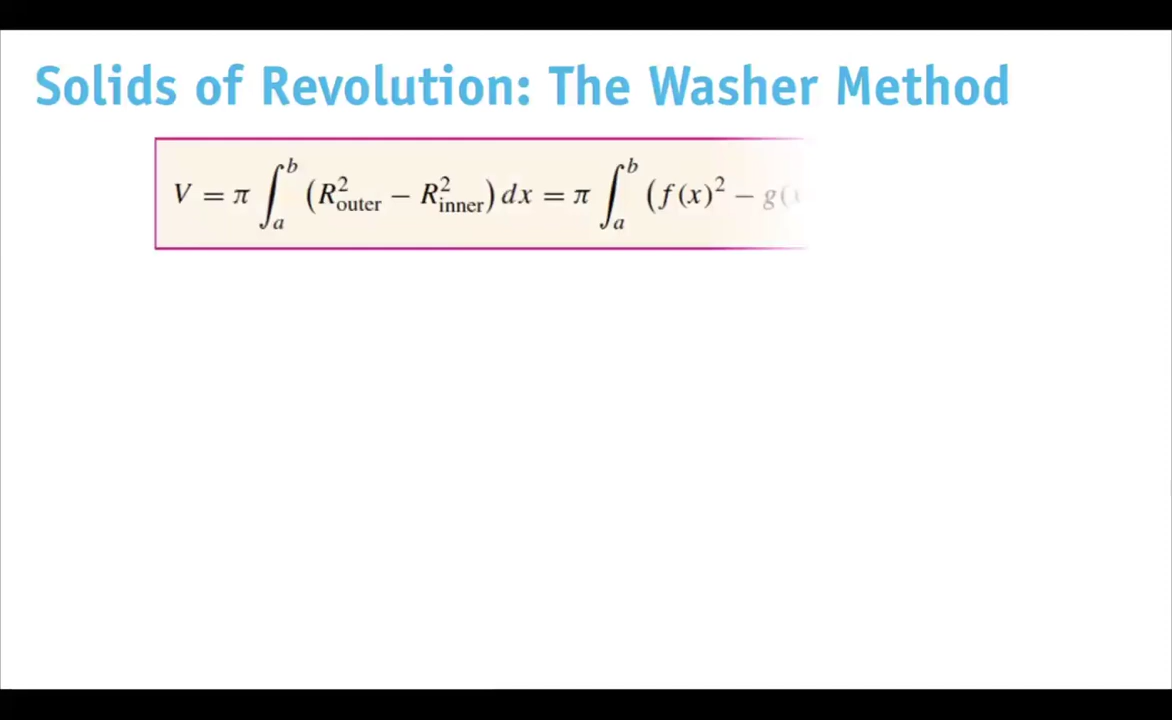 Solids of Revolution: The Washer Method
V = π ∫_a^b (R²_outer − R²_inner) dx = π ∫_a^b (f(x)² − g(